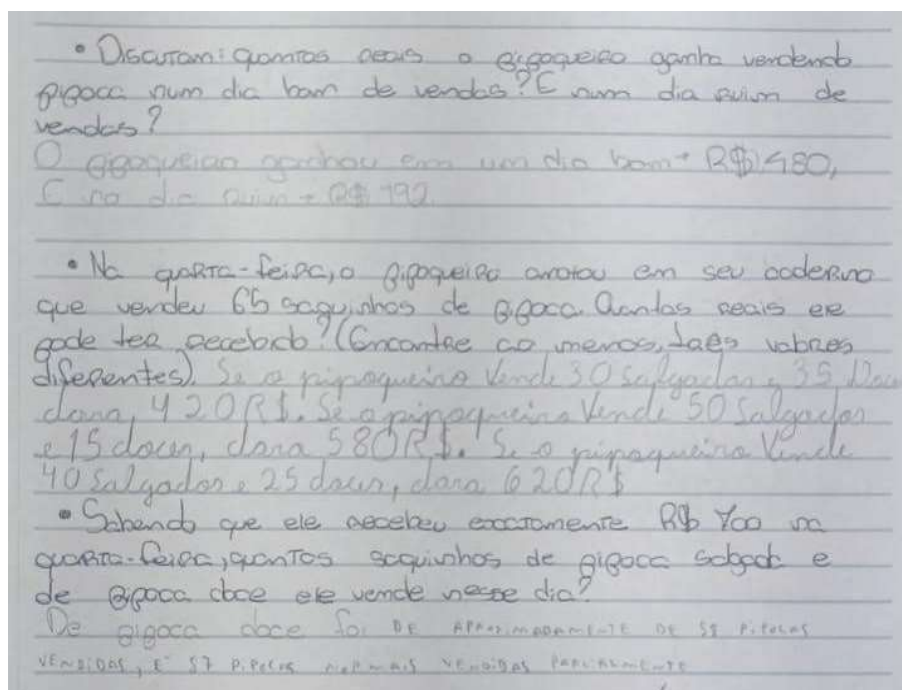 • Discutam: quantos reais o pipoqueiro ganha vendendo
pipoca num dia bom de vendas? E num dia ruim de
vendas?
O pipoqueiro ganhou em um dia bom → R$1480,
E no dia ruim → R$ 792
• Na quarta-feira, o pipoqueiro anotou em seu caderno
que vendeu 65 saquinhos de pipoca. Quantos reais ele
pode ter recebido? (Encontre ao menos, três valores
diferentes). Se o pipoqueiro Vende 30 Salgados e 35 Doces
dara, 420R$. Se o pipoqueiro Vende 50 Salgados
e 15 doces, dara 580R$. Se o pipoqueiro Vende
40 Salgados e 25 doces, dara 620R$
• Sabendo que ele recebeu exatamente R$ 700 na
quarta-feira, quantos saquinhos de pipoca salgada e
de pipoca doce ele vende nesse dia?
De pipoca doce foi DE APROXIMADAMENTE DE 58 PIPOCAS
VENDIDAS, E 57 PIPOCAS VENDIDAS PARCIALMENTE